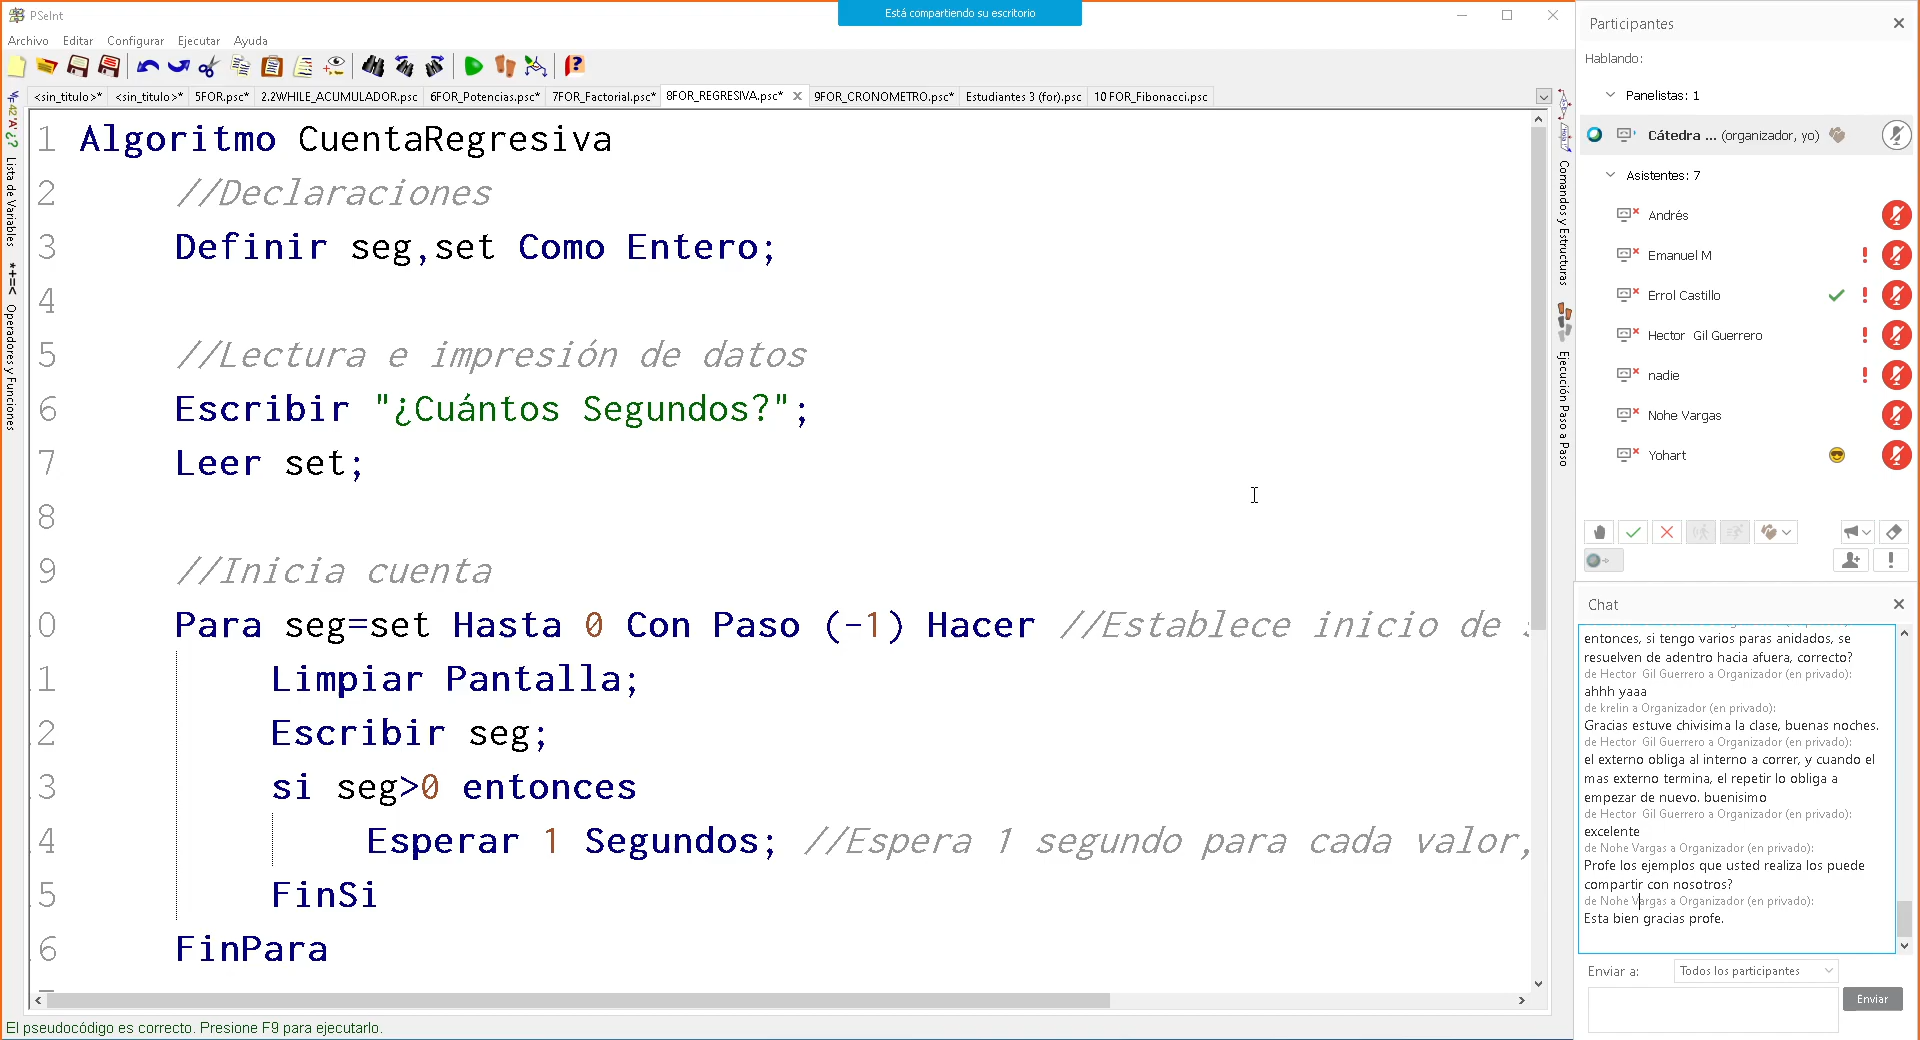 PSeInt
Está compartiendo su escritorio
Archivo Editar Configurar Ejecutar Ayuda
<sin_titulo>* <sin_titulo>* 5FOR.psc* 2.2WHILE_ACUMULADOR.psc 6FOR_Potencias.psc* 7FOR_Factorial.psc* 8FOR_REGRESIVA.psc* 9FOR_CRONOMETRO.psc* Estudiantes 3 (for).psc 10 FOR_Fibonacci.psc
Lista de Variables
*+=< Operadores y Funciones
1 Algoritmo CuentaRegresiva
2 //Declaraciones
3 Definir seg,set Como Entero;
4
5 //Lectura e impresión de datos
6 Escribir "¿Cuántos Segundos?";
7 Leer set;
8
9 //Inicia cuenta
0 Para seg=set Hasta 0 Con Paso (-1) Hacer //Establece inicio de
1 Limpiar Pantalla;
2 Escribir seg;
3 si seg>0 entonces
4 Esperar 1 Segundos; //Espera 1 segundo para cada valor,
5 FinSi
6 FinPara
El pseudocódigo es correcto. Presione F9 para ejecutarlo.
Comandos y Estructuras
Ejecución Paso a Paso
Participantes
Hablando:
Panelistas: 1
Cátedra ... (organizador, yo)
Asistentes: 7
Andrés
Emanuel M
Errol Castillo
Hector Gil Guerrero
nadie
Nohe Vargas
Yohart
Chat
entonces, si tengo varios paras anidados, se
resuelven de adentro hacia afuera, correcto?
de Hector Gil Guerrero a Organizador (en privado):
ahhh yaaa
de krelin a Organizador (en privado):
Gracias estuve chivisima la clase, buenas noches.
de Hector Gil Guerrero a Organizador (en privado):
el externo obliga al interno a correr, y cuando el
mas externo termina, el repetir lo obliga a
empezar de nuevo. buenisimo
de Hector Gil Guerrero a Organizador (en privado):
excelente
de Nohe Vargas a Organizador (en privado):
Profe los ejemplos que usted realiza los puede
compartir con nosotros?
de Nohe Vargas a Organizador (en privado):
Esta bien gracias profe.
Enviar a: Todos los participantes
Enviar